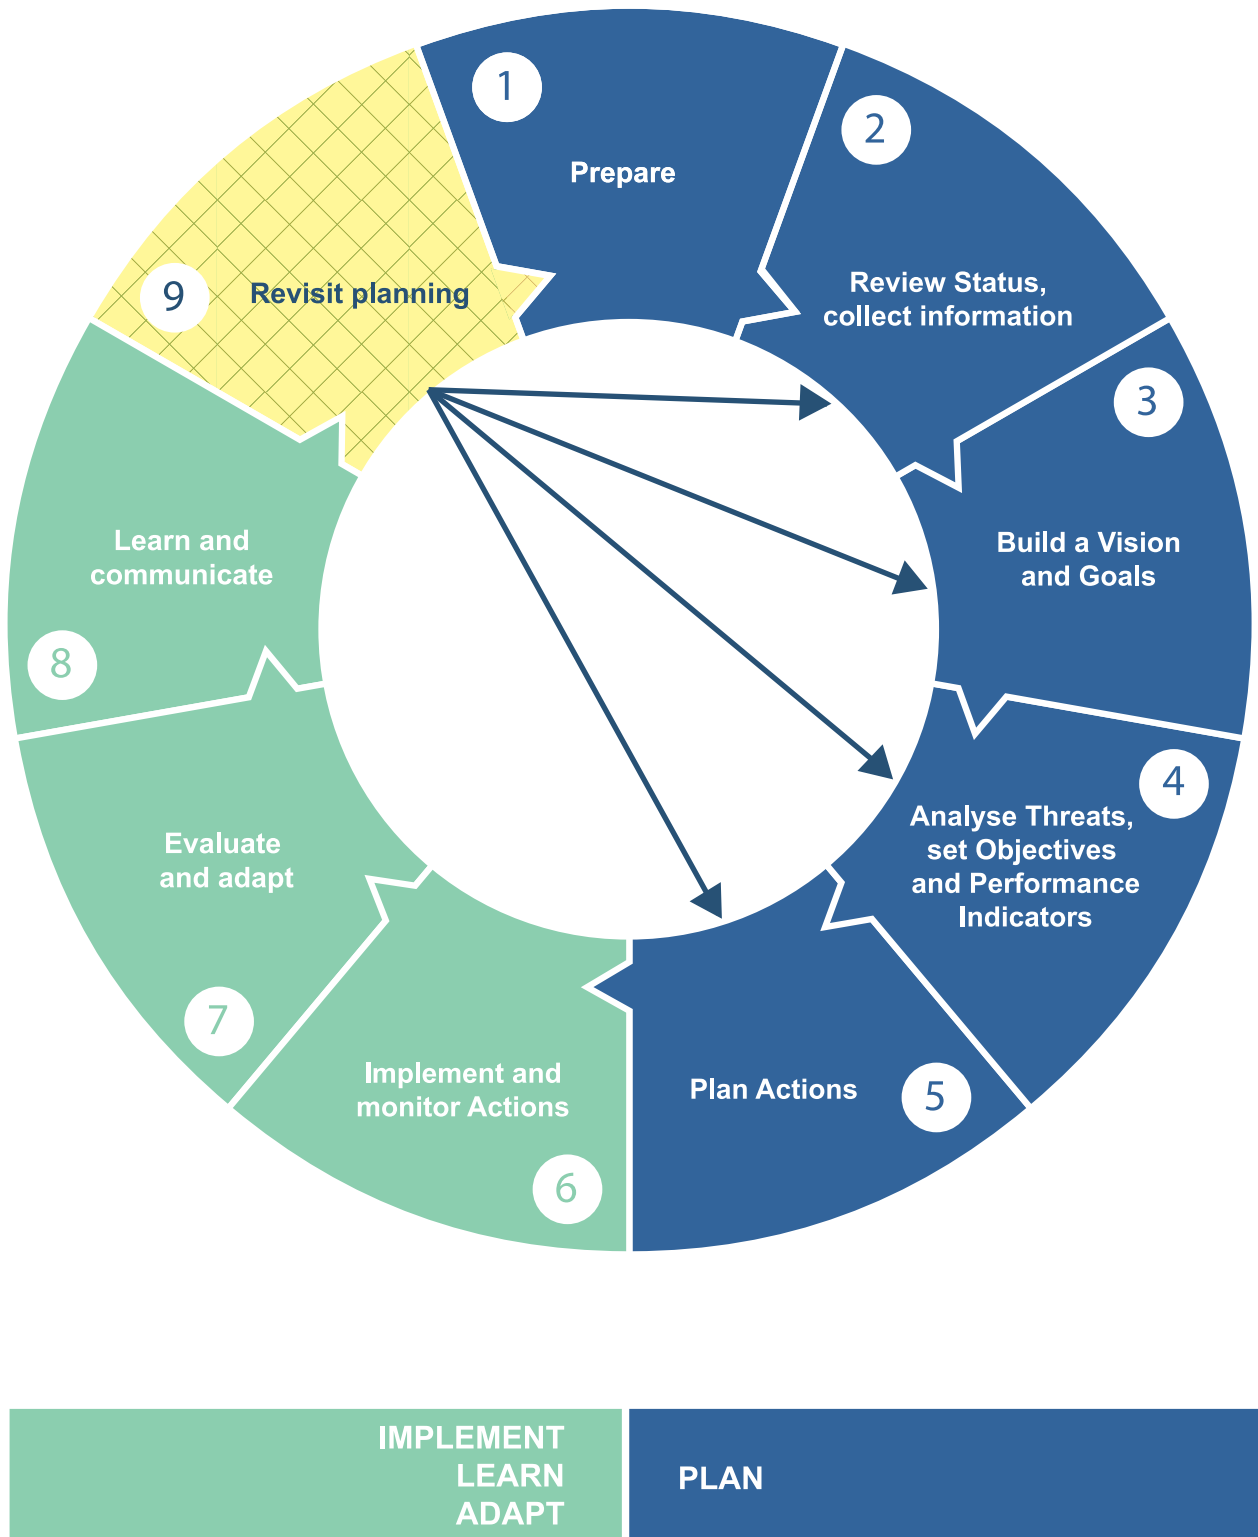 1
Prepare
2
Review Status,
collect information
3
Build a Vision
and Goals
4
Analyse Threats,
set Objectives
and Performance
Indicators
5
Plan Actions
6
Implement and
monitor Actions
7
Evaluate
and adapt
8
Learn and
communicate
9
Revisit planning
IMPLEMENT
LEARN
ADAPT
PLAN